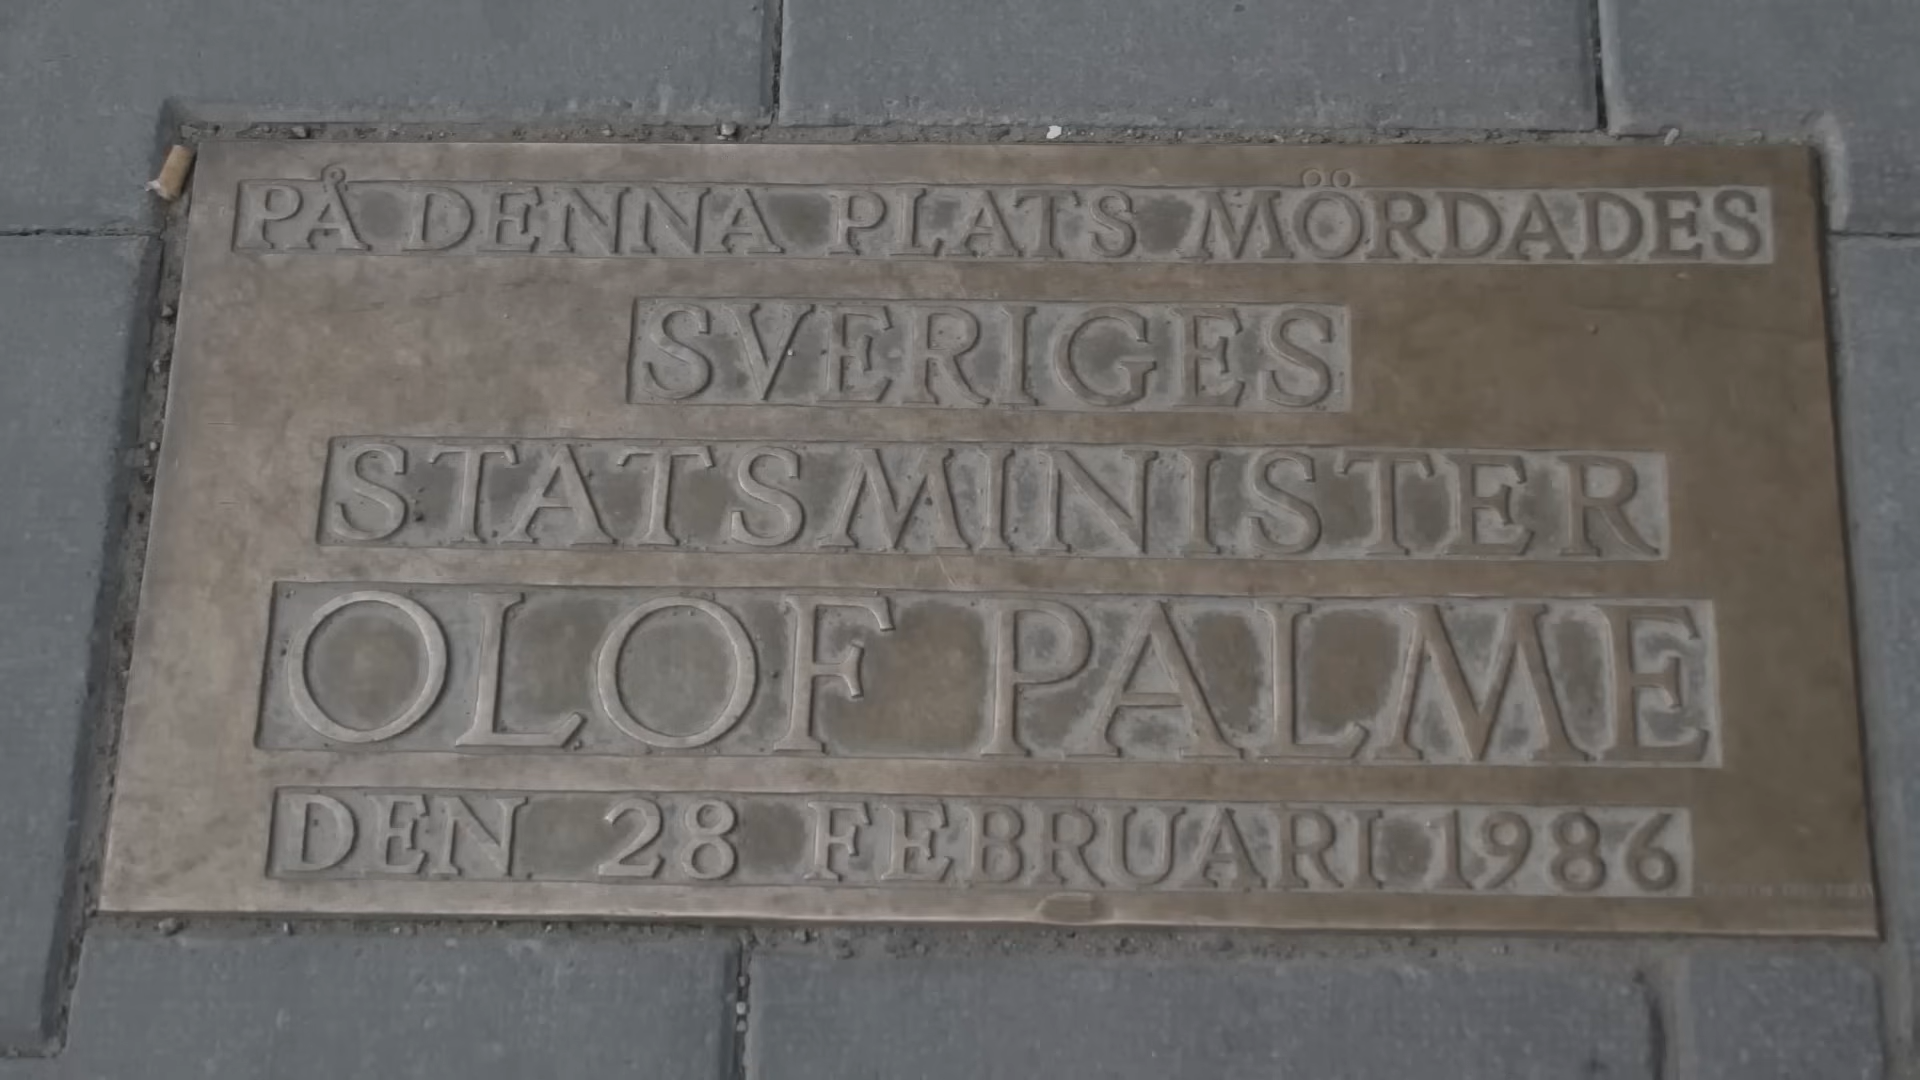 PÅ DENNA PLATS MÖRDADES
SVERIGES
STATSMINISTER
OLOF PALME
DEN 28 FEBRUARI 1986